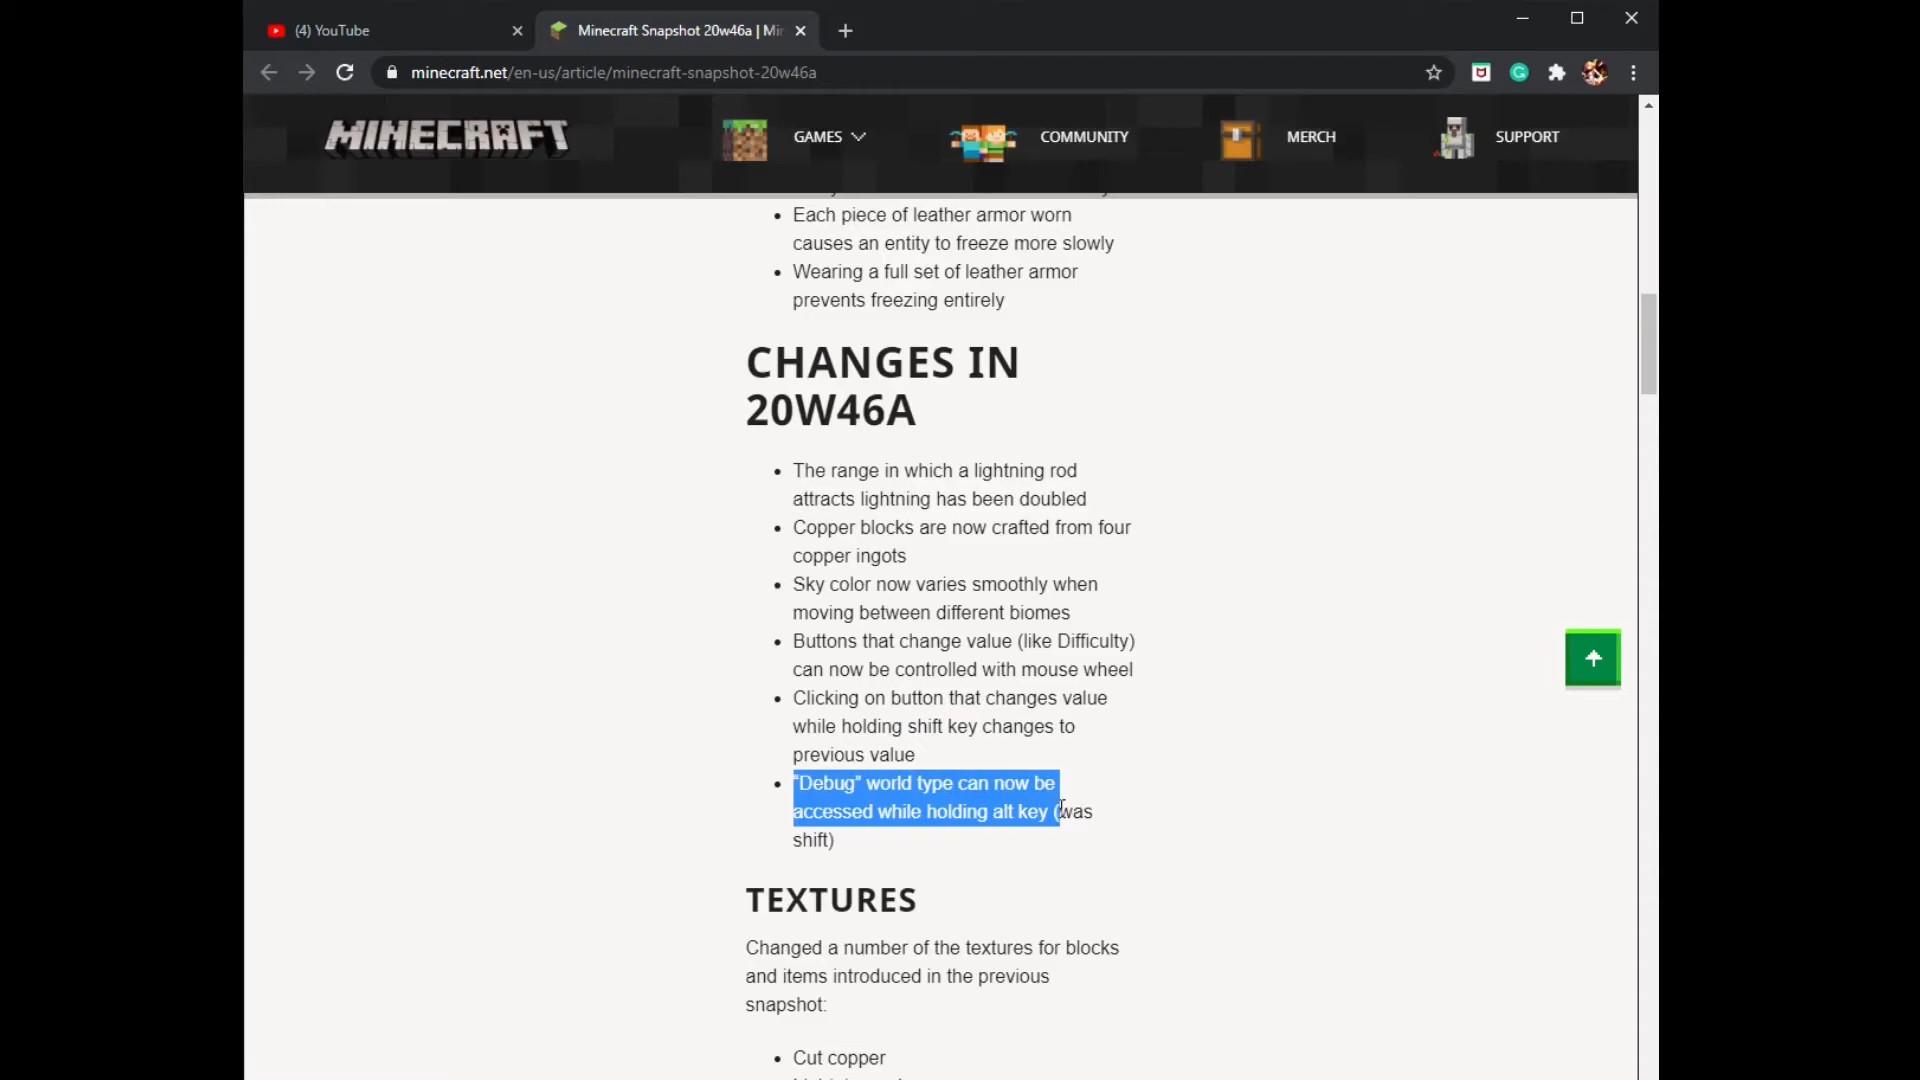 (4) YouTube
Minecraft Snapshot 20w46a | Mi
minecraft.net/en-us/article/minecraft-snapshot-20w46a
MINECRAFT
GAMES
COMMUNITY
MERCH
SUPPORT
• Each piece of leather armor worn
causes an entity to freeze more slowly
• Wearing a full set of leather armor
prevents freezing entirely
CHANGES IN
20W46A
• The range in which a lightning rod
attracts lightning has been doubled
• Copper blocks are now crafted from four
copper ingots
• Sky color now varies smoothly when
moving between different biomes
• Buttons that change value (like Difficulty)
can now be controlled with mouse wheel
• Clicking on button that changes value
while holding shift key changes to
previous value
• “Debug” world type can now be
accessed while holding alt key (was
shift)
TEXTURES
Changed a number of the textures for blocks
and items introduced in the previous
snapshot:
• Cut copper